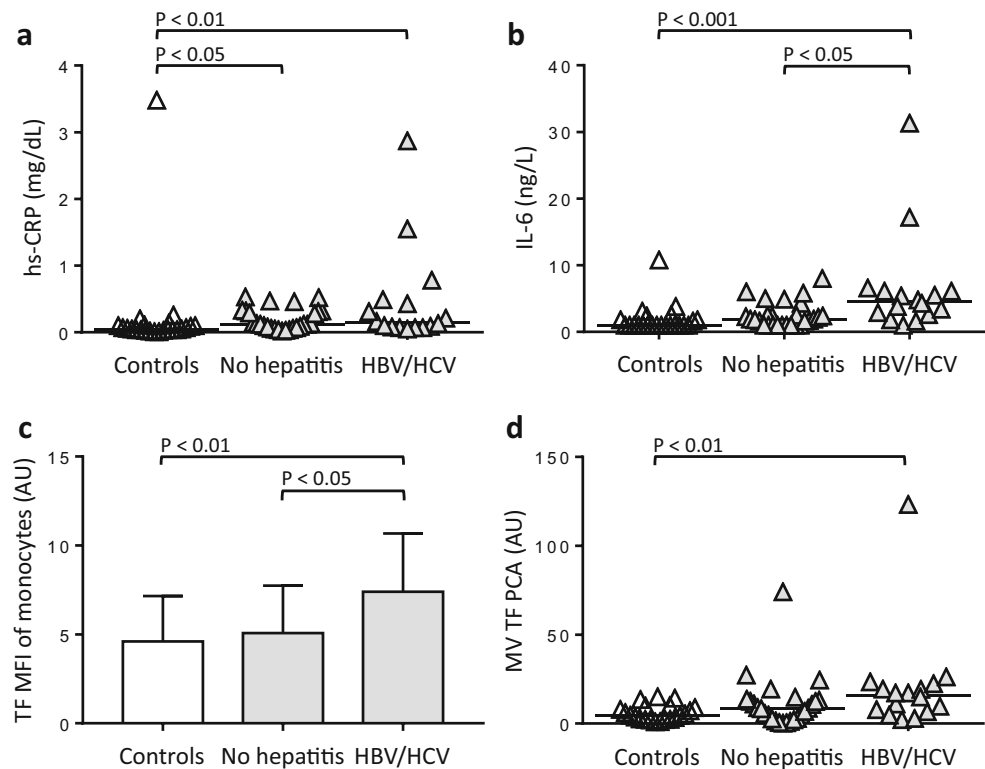 a
P < 0.01
P < 0.05
hs-CRP (mg/dL)
4
3
2
1
0
Controls No hepatitis HBV/HCV
b
P < 0.001
P < 0.05
IL-6 (ng/L)
40
30
20
10
0
Controls No hepatitis HBV/HCV
c
P < 0.01
P < 0.05
TF MFI of monocytes (AU)
15
10
5
0
Controls No hepatitis HBV/HCV
d
P < 0.01
MV TF PCA (AU)
150
100
50
0
Controls No hepatitis HBV/HCV